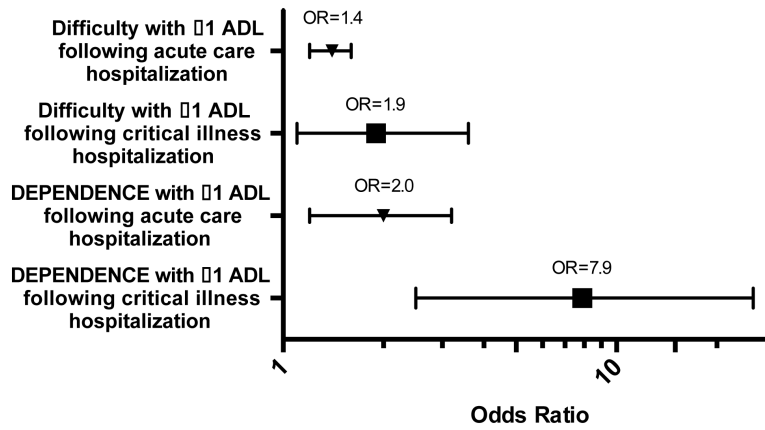 OR=1.4
Difficulty with ▯1 ADL
following acute care
hospitalization
OR=1.9
Difficulty with ▯1 ADL
following critical illness
hospitalization
OR=2.0
DEPENDENCE with ▯1 ADL
following acute care
hospitalization
OR=7.9
DEPENDENCE with ▯1 ADL
following critical illness
hospitalization
1
10
Odds Ratio